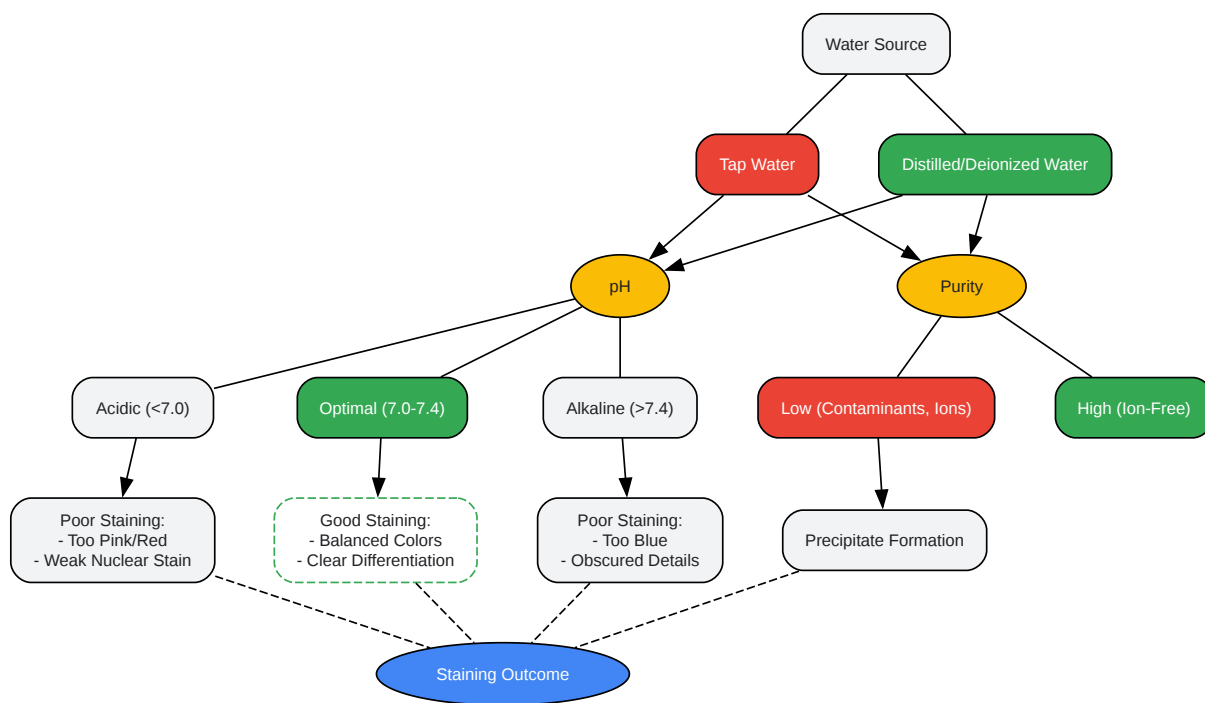 Water Source
Tap Water
Distilled/Deionized Water
pH
Purity
Acidic (<7.0)
Optimal (7.0-7.4)
Alkaline (>7.4)
Low (Contaminants, Ions)
High (Ion-Free)
Poor Staining:
- Too Pink/Red
- Weak Nuclear Stain
Good Staining:
- Balanced Colors
- Clear Differentiation
Poor Staining:
- Too Blue
- Obscured Details
Precipitate Formation
Staining Outcome